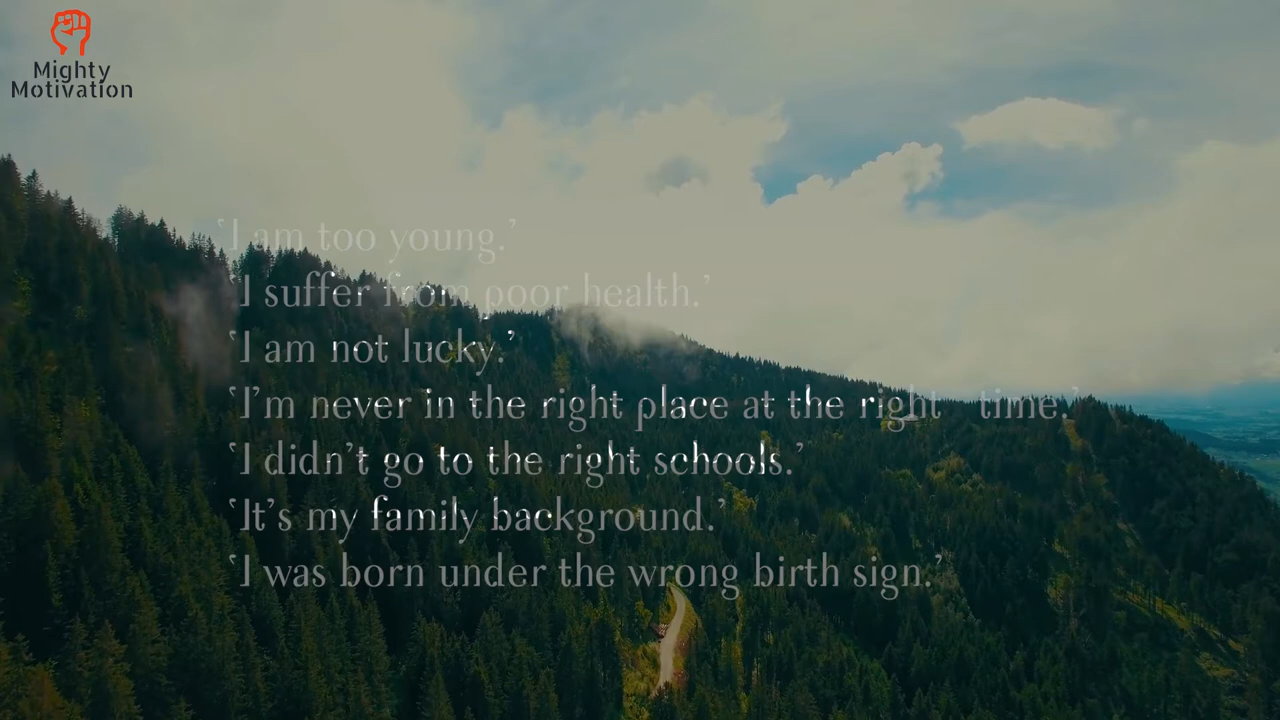 Mighty
Motivation
‘I am too young.’
‘I suffer from poor health.’
‘I am not lucky.’
‘I’m never in the right place at the right time.’
‘I didn’t go to the right schools.’
‘It’s my family background.’
‘I was born under the wrong birth sign.’